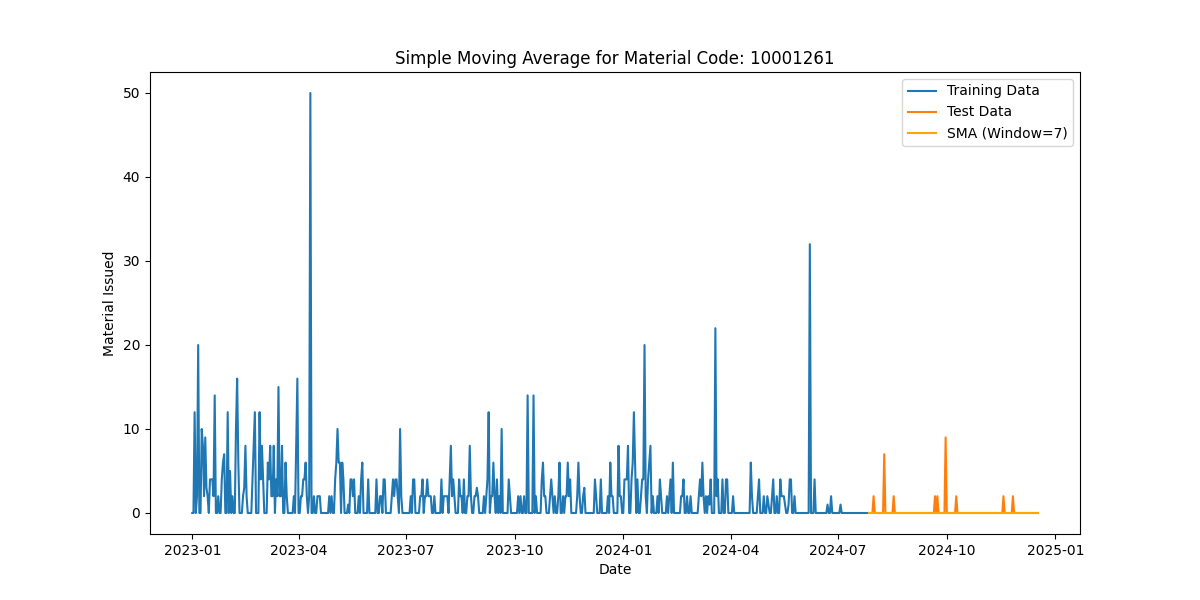 Simple Moving Average for Material Code: 10001261
Training Data
Test Data
SMA (Window=7)
Material Issued
50
40
30
20
10
0
2023-01 2023-04 2023-07 2023-10 2024-01 2024-04 2024-07 2024-10 2025-01
Date